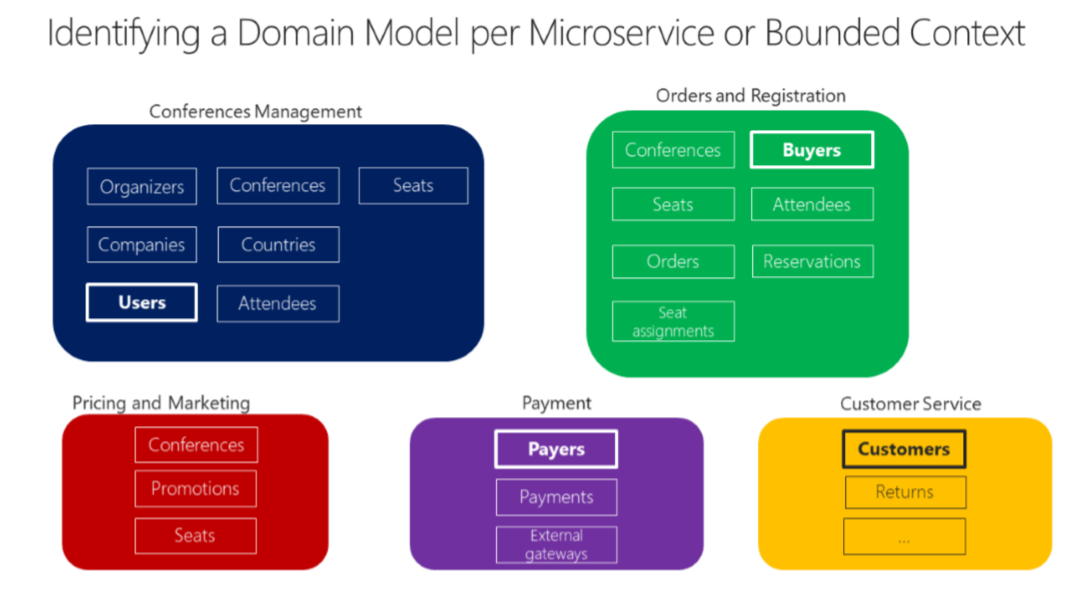 Identifying a Domain Model per Microservice or Bounded Context
Conferences Management
Organizers
Conferences
Seats
Companies
Countries
Users
Attendees
Orders and Registration
Conferences
Buyers
Seats
Attendees
Orders
Reservations
Seat
assignments
Pricing and Marketing
Conferences
Promotions
Seats
Payment
Payers
Payments
External
gateways
Customer Service
Customers
Returns
...